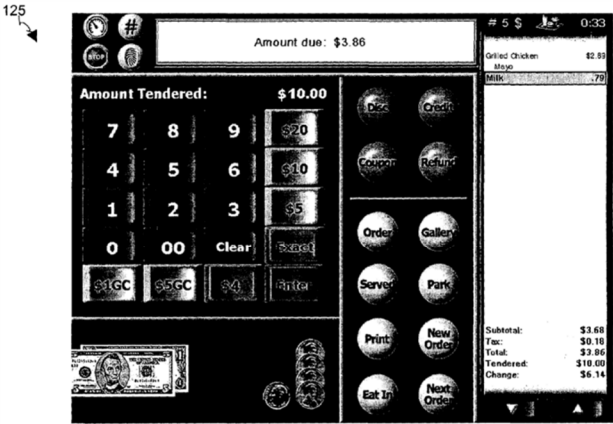 125
# 5 $ 0:33
STOP
#
Amount due: $3.86
Grilled Chicken $2.89
Mayo
Milk .79
Amount Tendered: $10.00
7 8 9 $20
4 5 6 $10
1 2 3 $5
0 00 Clear Exact
$1GC $5GC $4 Enter
Disc Credit
Coupon Refund
Order Gallery
Served Park
Print New Order
Eat In Next Order
Subtotal: $3.68
Tax: $0.18
Total: $3.86
Tendered: $10.00
Change: $6.14